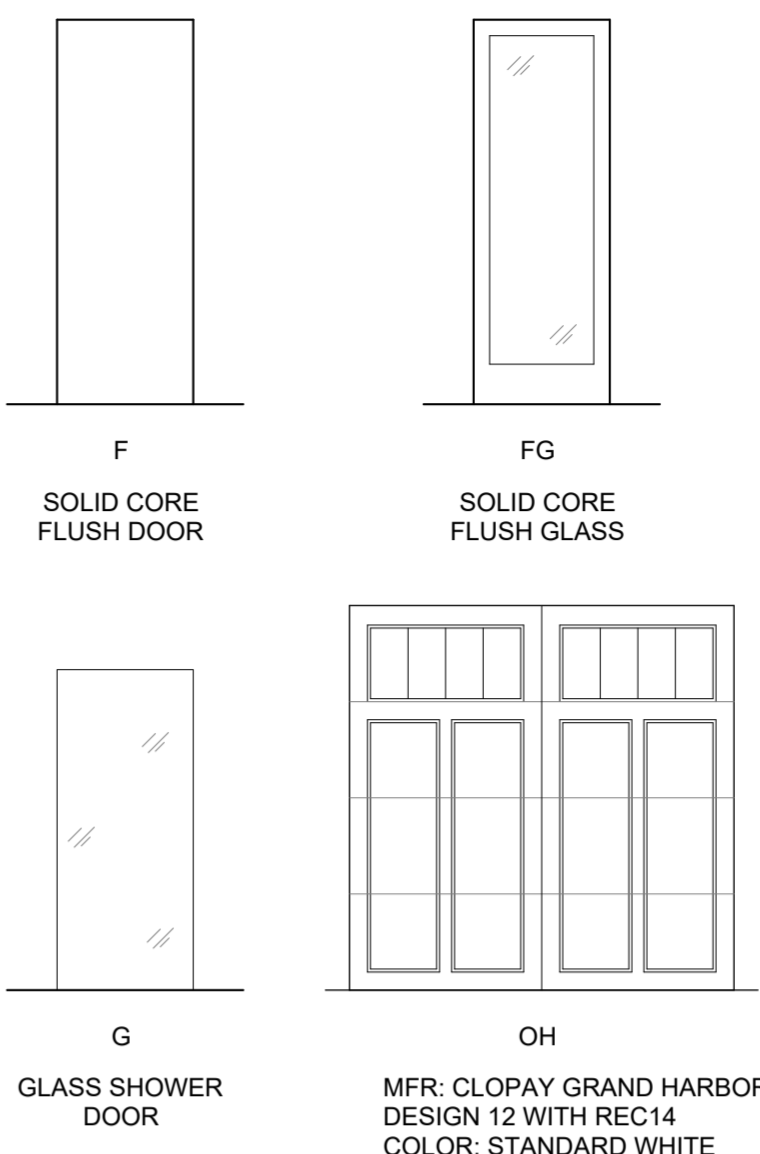 F
SOLID CORE
FLUSH DOOR
FG
SOLID CORE
FLUSH GLASS
G
GLASS SHOWER
DOOR
OH
MFR: CLOPAY GRAND HARBOR
DESIGN 12 WITH REC14
COLOR: STANDARD WHITE